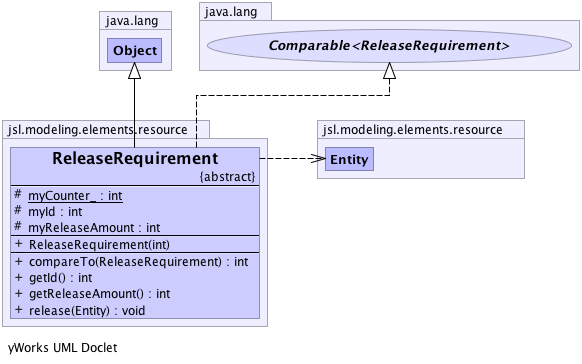 java.lang
Object
java.lang
Comparable<ReleaseRequirement>
jsl.modeling.elements.resource
ReleaseRequirement
{abstract}
# myCounter_ : int
# myId : int
# myReleaseAmount : int
+ ReleaseRequirement(int)
+ compareTo(ReleaseRequirement) : int
+ getId() : int
+ getReleaseAmount() : int
+ release(Entity) : void
jsl.modeling.elements.resource
Entity
yWorks UML Doclet